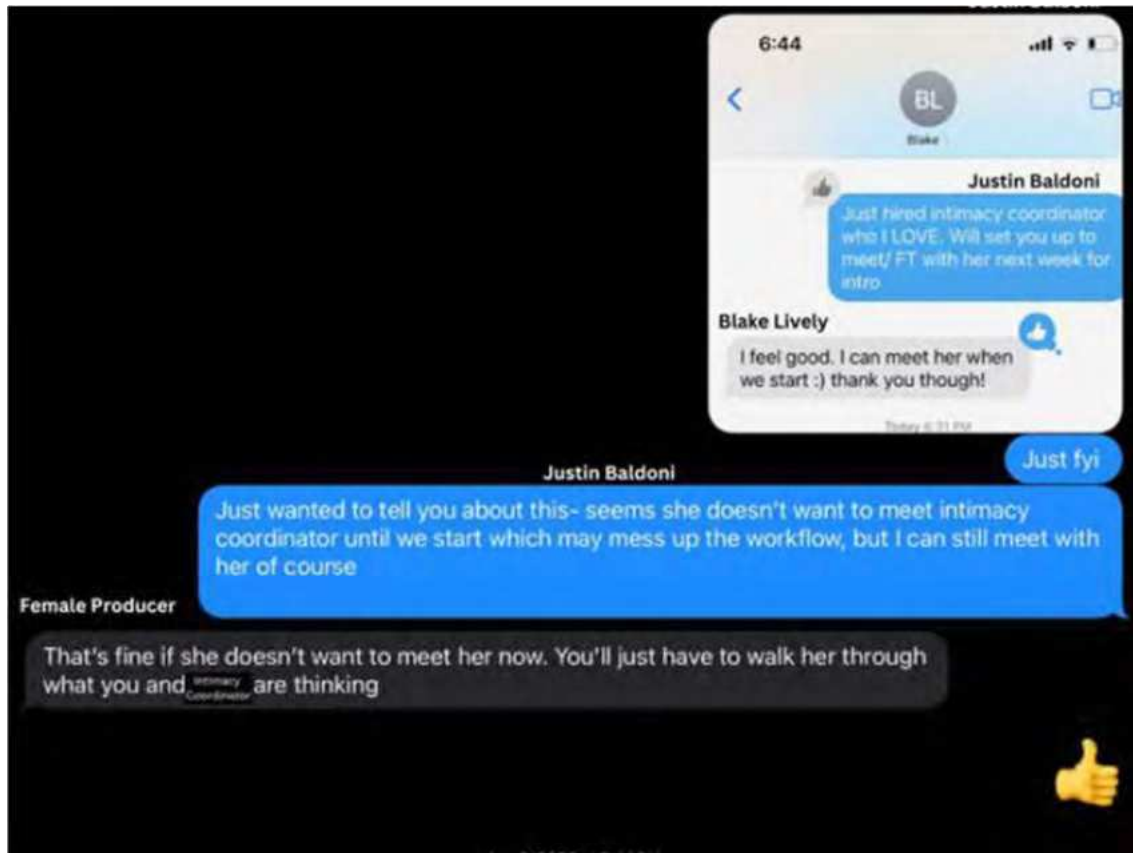 6:44
BL
Blake
Justin Baldoni
Just hired intimacy coordinator
who I LOVE. Will set you up to
meet/ FT with her next week for
intro
Blake Lively
I feel good. I can meet her when
we start :) thank you though!
Today 6:31 PM
Just fyi
Justin Baldoni
Just wanted to tell you about this- seems she doesn't want to meet intimacy
coordinator until we start which may mess up the workflow, but I can still meet with
her of course
Female Producer
That's fine if she doesn't want to meet her now. You'll just have to walk her through
what you and Intimacy Coordinator are thinking